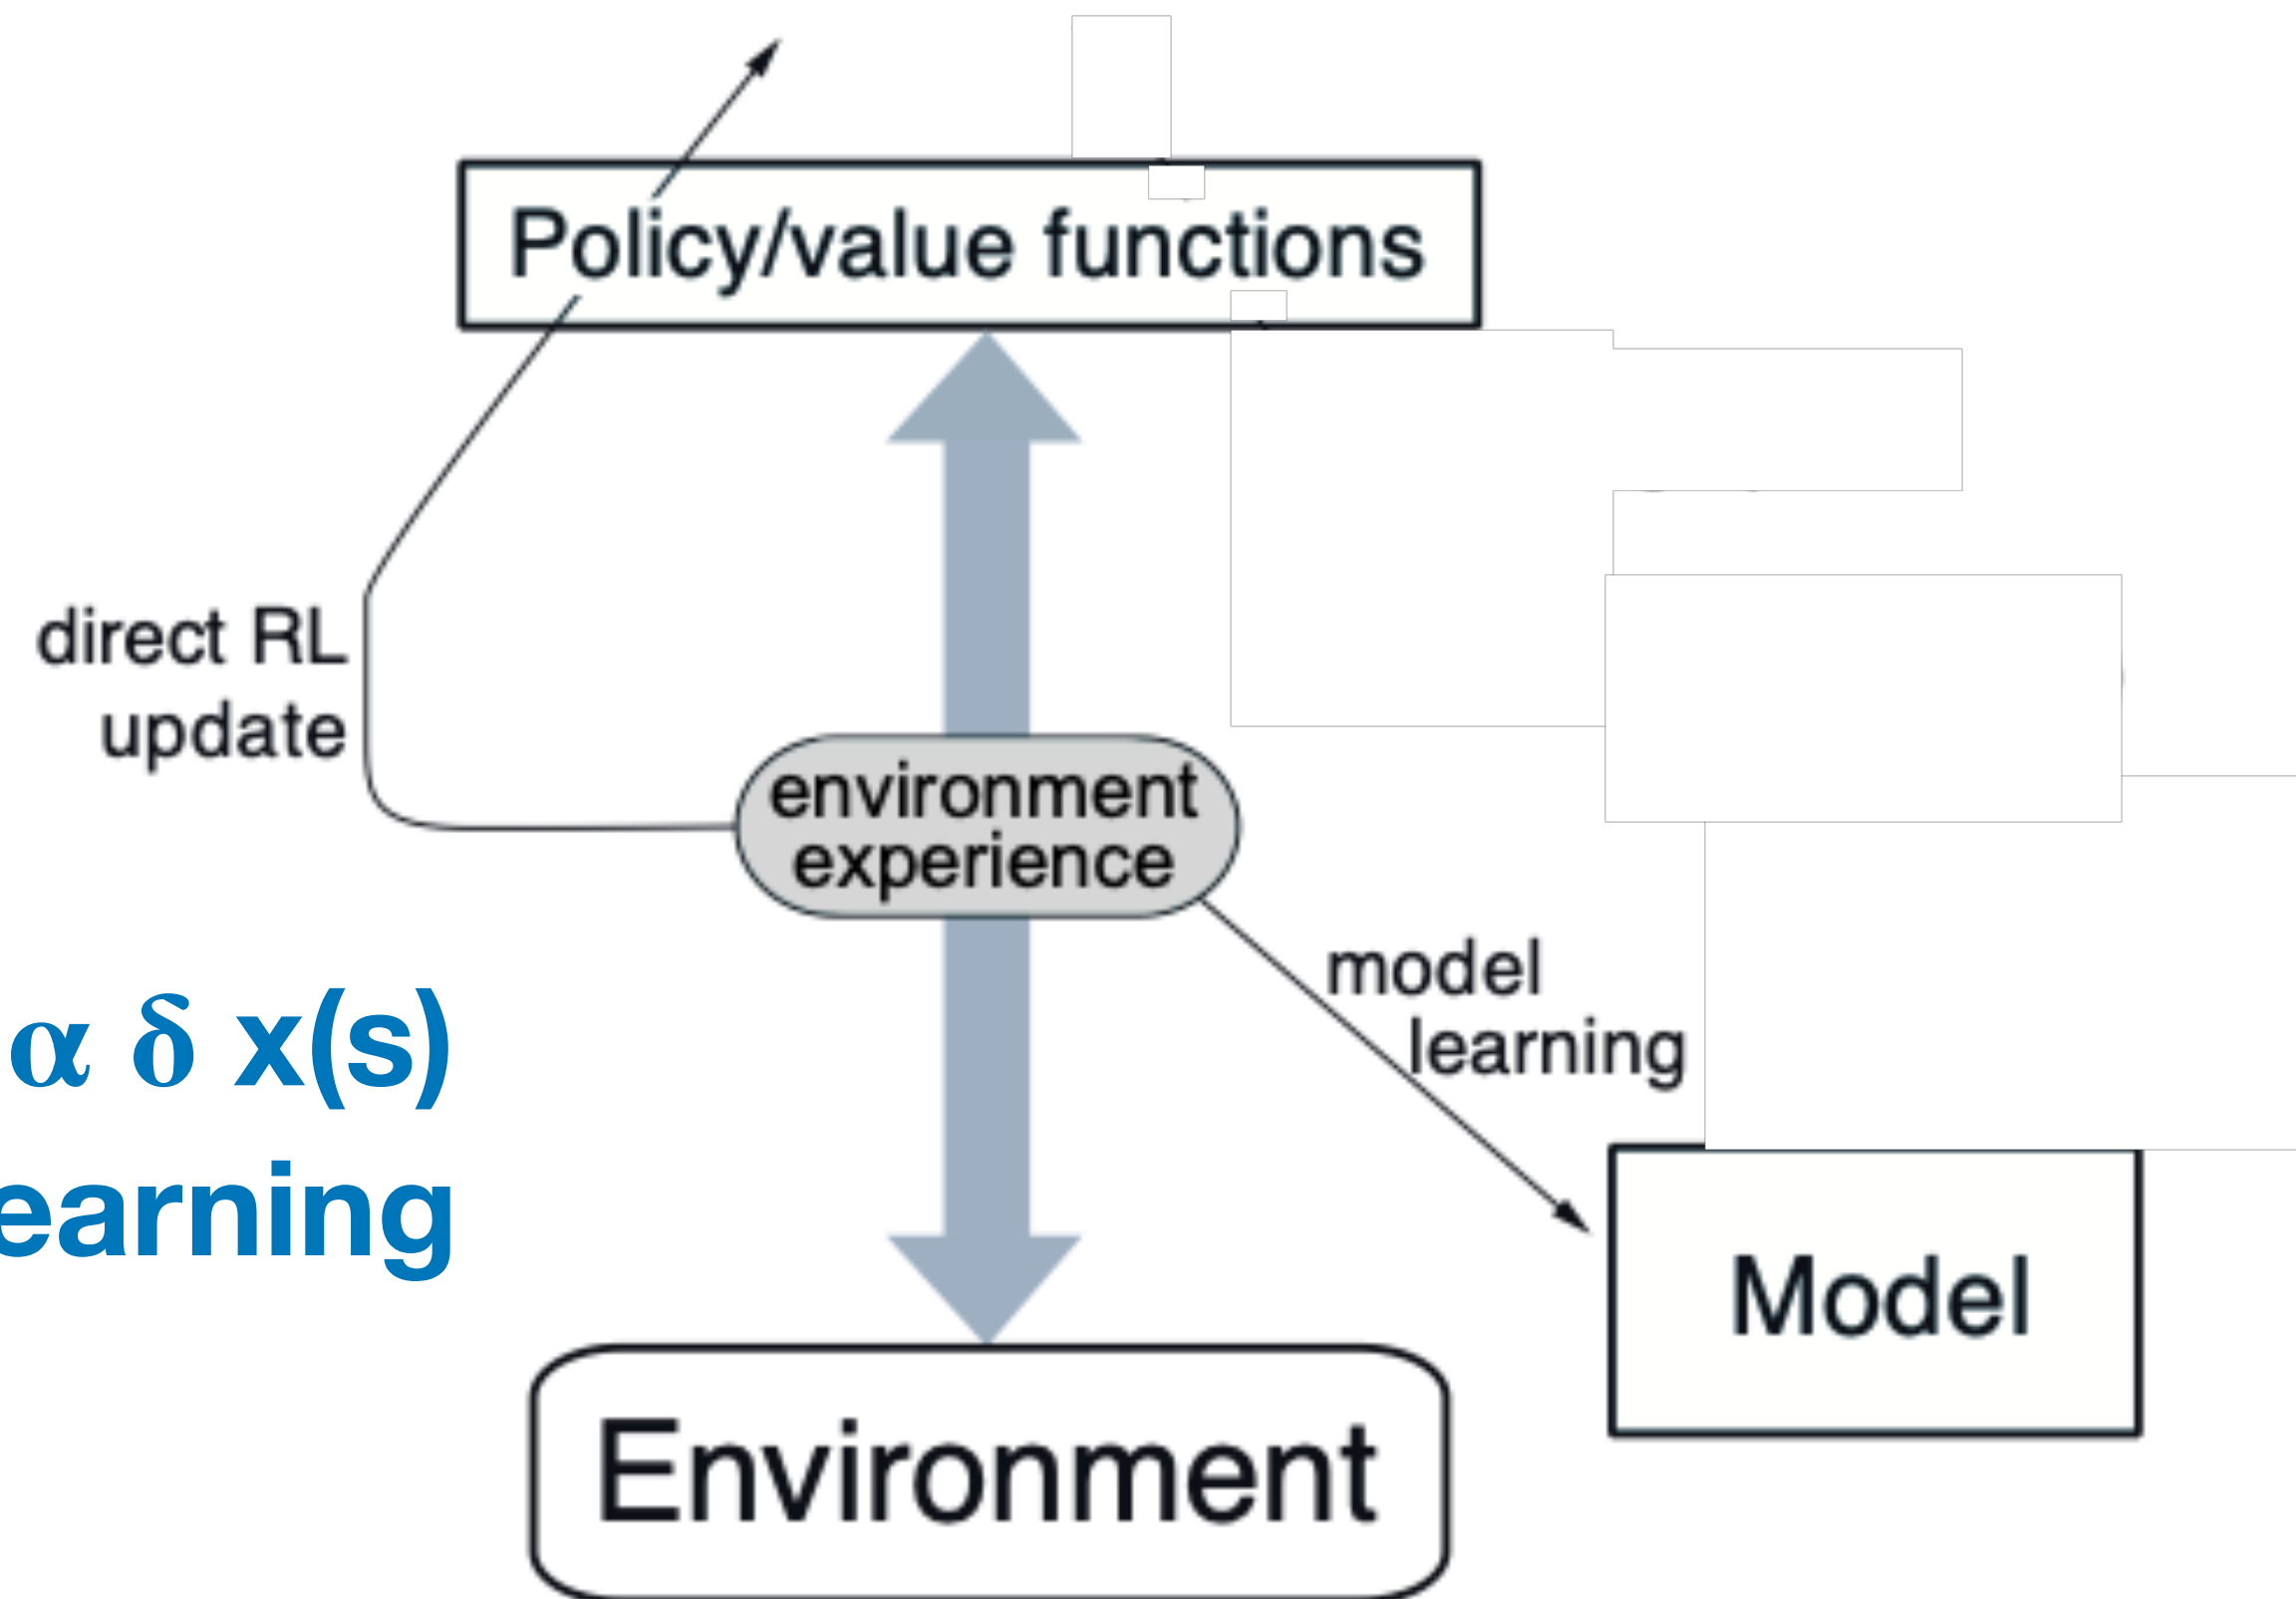 Policy/value functions
direct RL
update
environment
experience
model
learning
α δ x(s)
earning
Model
Environment